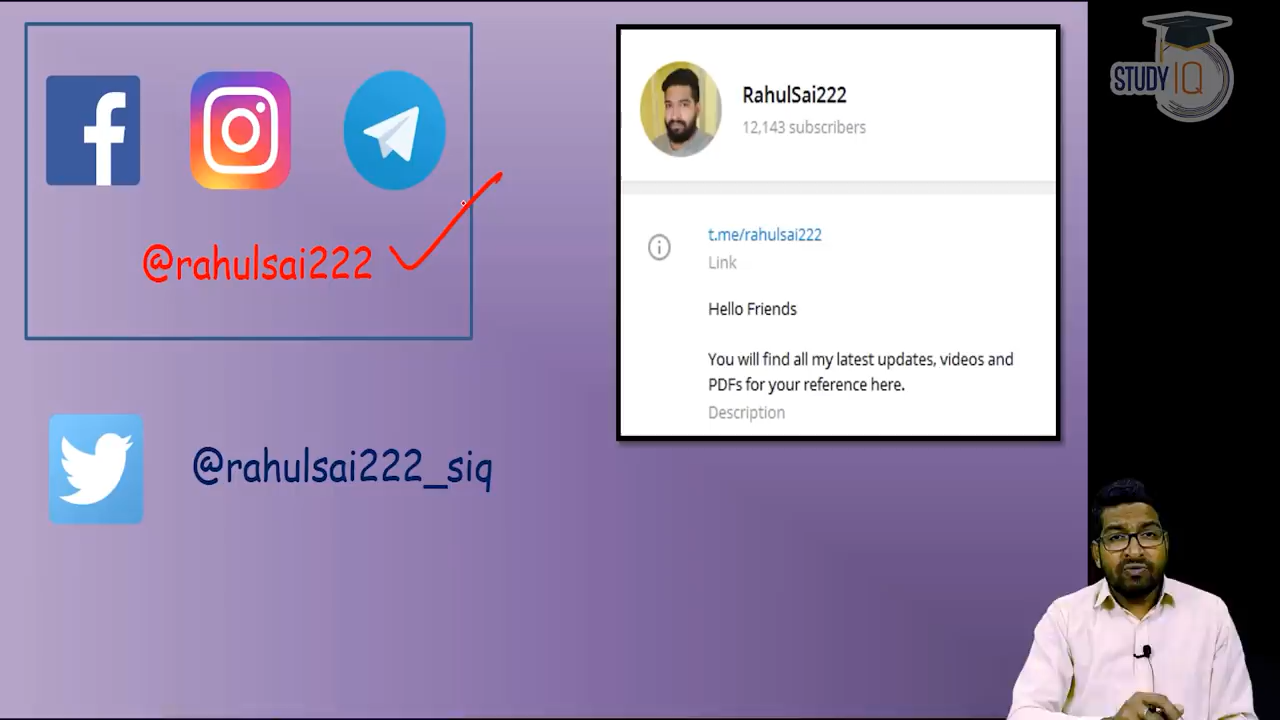 @rahulsai222
@rahulsai222_siq
RahulSai222
12,143 subscribers
t.me/rahulsai222
Link
Hello Friends
You will find all my latest updates, videos and
PDFs for your reference here.
Description
STUDY IQ